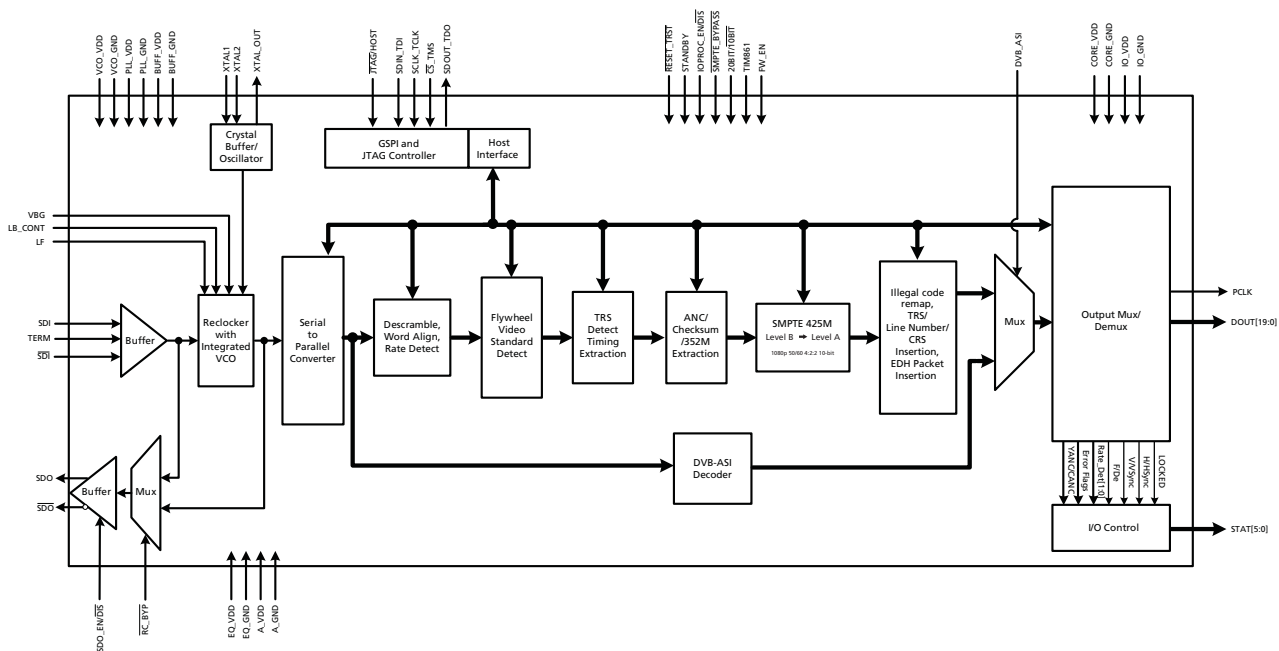 VCO_VDD
VCO_GND
PLL_VDD
PLL_GND
BUFF_VDD
BUFF_GND
XTAL1
XTAL2
XTAL_OUT
JTAG/HOST
SDIN_TDI
SCLK_TCLK
CS_TMS
SDOUT_TDO
RESET_TRST
STANDBY
IOPROC_EN/DIS
SMPTE_BYPASS
20BIT/10BIT
TIM861
FW_EN
DVB_ASI
CORE_VDD
CORE_GND
IO_VDD
IO_GND
Crystal
Buffer/
Oscillator
GSPI and
JTAG Controller
Host
Interface
VBG
LB_CONT
LF
SDI
TERM
SDI
Buffer
Reclocker
with
Integrated
VCO
Serial
to
Parallel
Converter
Descramble,
Word Align,
Rate Detect
Flywheel
Video
Standard
Detect
TRS
Detect
Timing
Extraction
ANC/
Checksum
/352M
Extraction
SMPTE 425M
Level B → Level A
1080p 50/60 4:2:2 10-bit
Illegal code
remap,
TRS/
Line Number/
CRS
Insertion,
EDH Packet
Insertion
Mux
Output Mux/
Demux
PCLK
DOUT[19:0]
DVB-ASI
Decoder
SDO
SDO
Buffer
Mux
YANC/CANC
Error Flags
Rate_Det[1:0]
F/De
V/VSync
H/HSync
LOCKED
I/O Control
STAT[5:0]
SDO_EN/DIS
RC_BYP
EQ_VDD
EQ_GND
A_VDD
A_GND